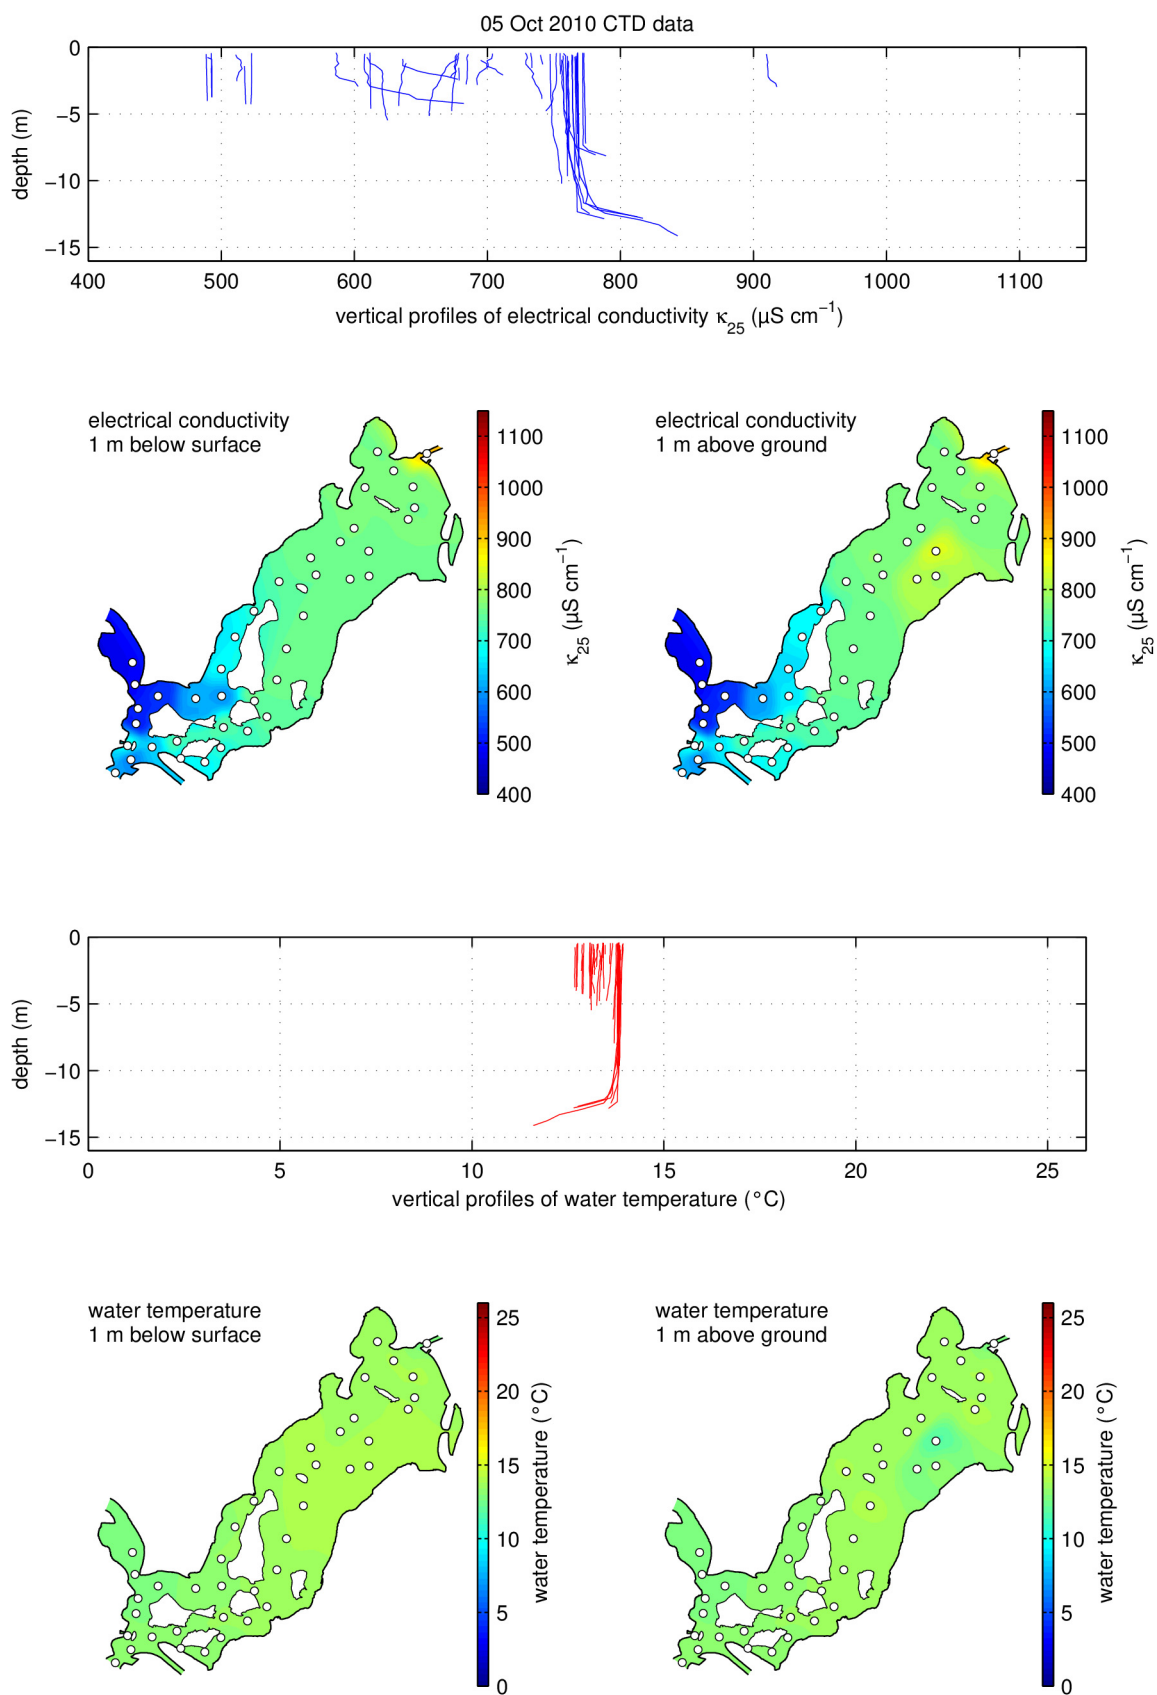 05 Oct 2010 CTD data
0
−5
−10
−15
depth (m)
400 500 600 700 800 900 1000 1100
vertical profiles of electrical conductivity κ25 (µS cm−1)
electrical conductivity
1 m below surface
1100
1000
900
800
700
600
500
400
κ25 (µS cm−1)
electrical conductivity
1 m above ground
1100
1000
900
800
700
600
500
400
κ25 (µS cm−1)
0
−5
−10
−15
depth (m)
0 5 10 15 20 25
vertical profiles of water temperature (°C)
water temperature
1 m below surface
25
20
15
10
5
0
water temperature (°C)
water temperature
1 m above ground
25
20
15
10
5
0
water temperature (°C)